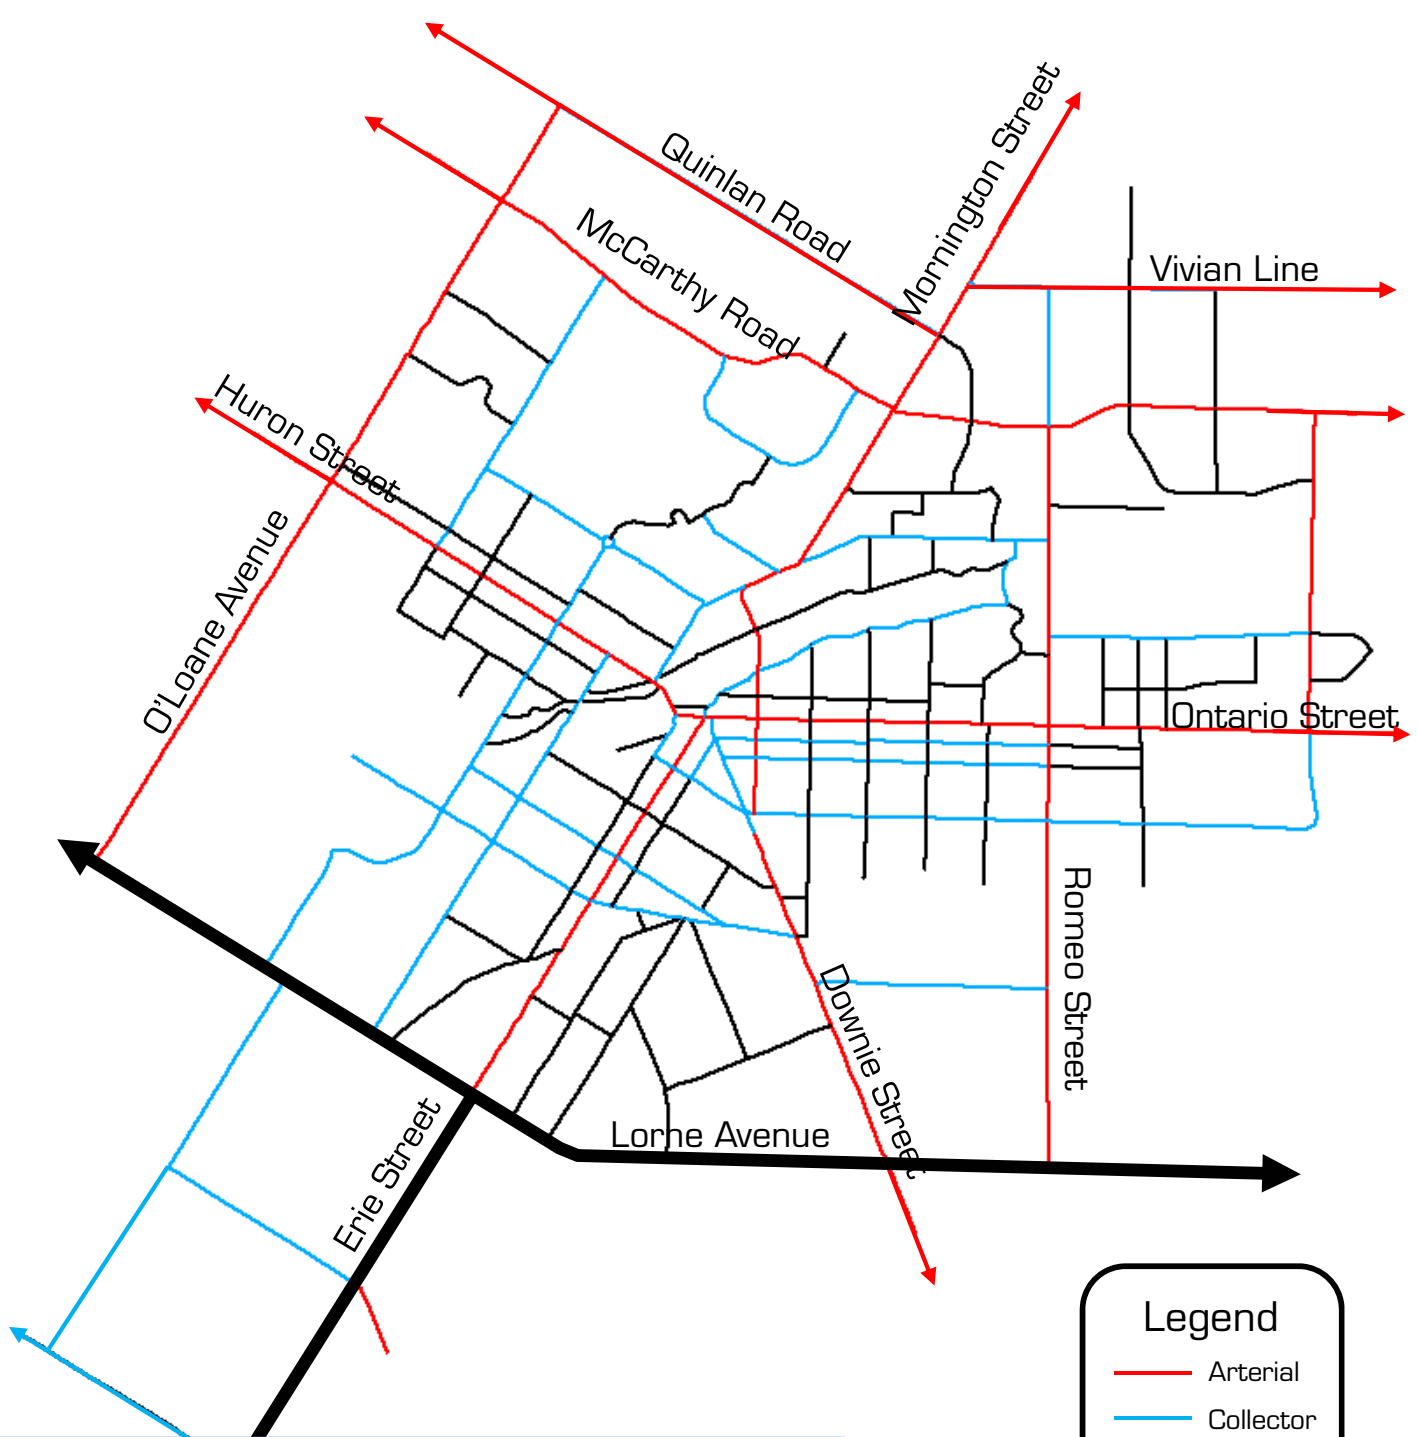 Quinlan Road
Mornington Street
McCarthy Road
Vivian Line
Huron Street
O'Loane Avenue
Ontario Street
Romeo Street
Downie Street
Erie Street
Lorne Avenue
Legend
Arterial
Collector